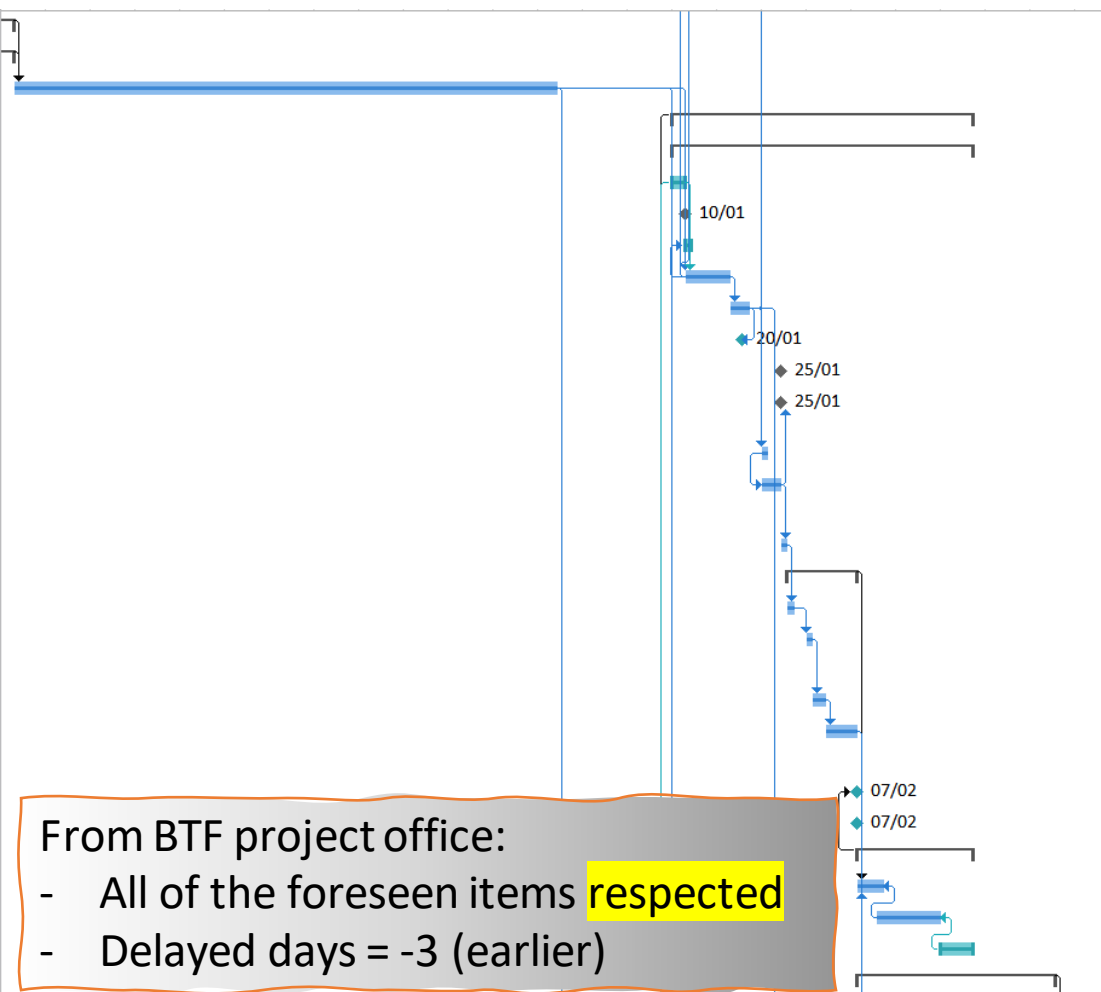 10/01
20/01
25/01
25/01
07/02
07/02
From BTF project office:
- All of the foreseen items respected
- Delayed days = -3 (earlier)